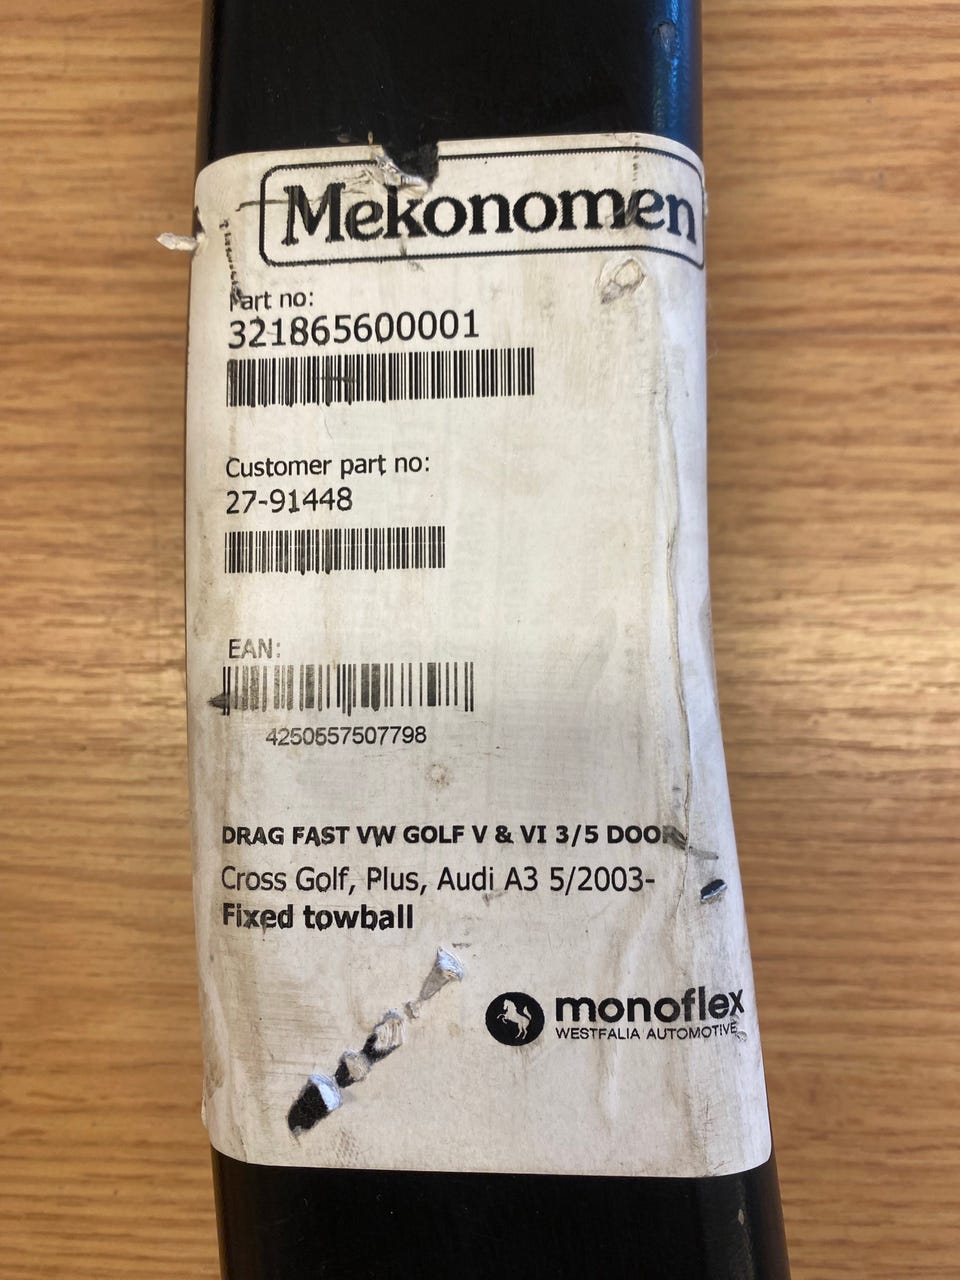 Mekonomen
Part no:
321865600001
Customer part no:
27-91448
EAN:
4250557507798
DRAG FAST VW GOLF V & VI 3/5 DOOR
Cross Golf, Plus, Audi A3 5/2003-
Fixed towball
monoflex
WESTFALIA AUTOMOTIVE